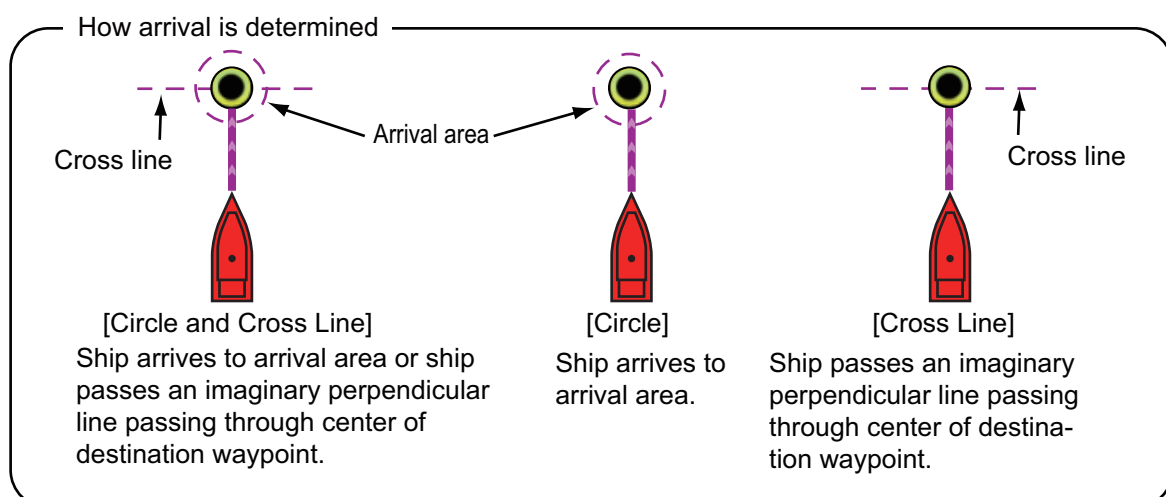 How arrival is determined
Arrival area
Cross line
Cross line
[Circle and Cross Line]
Ship arrives to arrival area or ship
passes an imaginary perpendicular
line passing through center of
destination waypoint.
[Circle]
Ship arrives to
arrival area.
[Cross Line]
Ship passes an imaginary
perpendicular line passing
through center of destina-
tion waypoint.